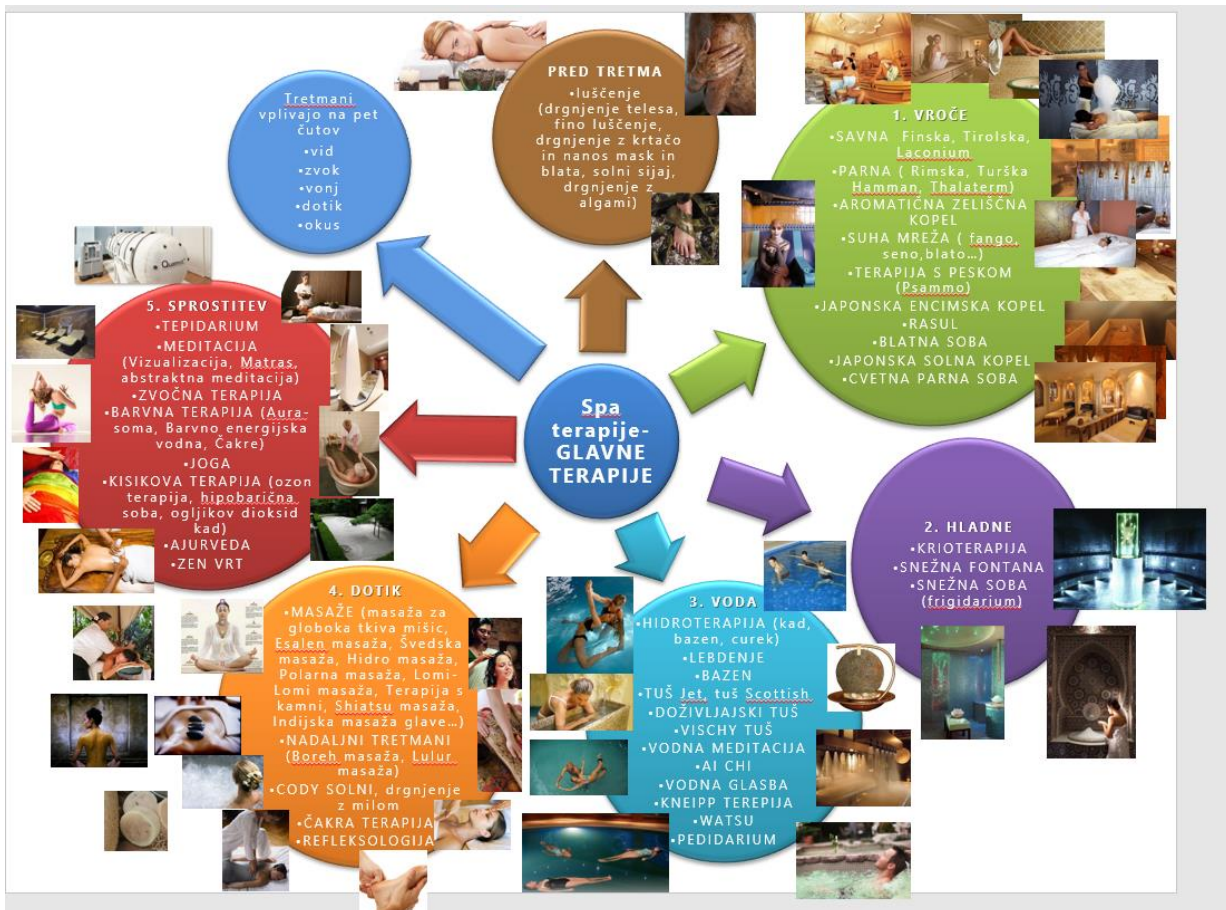 Spa
terapije-
GLAVNE
TERAPIJE
Tretmani
vplivajo na pet
čutov
•vid
•zvok
•vonj
•dotik
•okus
PRED TRETMA
•luščenje
(drgnjenje telesa,
fino luščenje,
drgnjenje z krtačo
in nanos mask in
blata, solni sijaj,
drgnjenje z
algami)
1. VROČE
•SAVNA Finska, Tirolska,
Laconium
•PARNA ( Rimska, Turška
Hamman, Thalaterm)
•AROMATIČNA ZELIŠČNA
KOPEL
•SUHA MREŽA ( fango,
seno,blato…)
•TERAPIJA S PESKOM
(Psammo)
•JAPONSKA ENCIMSKA KOPEL
•RASUL
•BLATNA SOBA
•JAPONSKA SOLNA KOPEL
•CVETNA PARNA SOBA
2. HLADNE
•KRIOTERAPIJA
•SNEŽNA FONTANA
•SNEŽNA SOBA
(frigidarium)
3. VODA
•HIDROTERAPIJA (kad,
bazen, curek)
•LEBDENJE
•BAZEN
•TUŠ Jet, tuš Scottish
•DOŽIVLJAJSKI TUŠ
•VISCHY TUŠ
•VODNA MEDITACIJA
•AI CHI
•VODNA GLASBA
•KNEIPP TEREPIJA
•WATSU
•PEDIDARIUM
4. DOTIK
•MASAŽE (masaža za
globoka tkiva mišic,
Esalen masaža, Švedska
masaža, Hidro masaža,
Polarna masaža, Lomi-
Lomi masaža, Terapija s
kamni, Shiatsu masaža,
Indijska masaža glave…)
•NADALJNI TRETMANI
(Boreh masaža, Lulur
masaža)
•CODY SOLNI, drgnjenje
z milom
•ČAKRA TERAPIJA
•REFLEKSOLOGIJA
5. SPROSTITEV
•TEPIDARIUM
•MEDITACIJA
(Vizualizacija, Matras,
abstraktna meditacija)
•ZVOČNA TERAPIJA
•BARVNA TERAPIJA (Aura-
soma, Barvno energijska
vodna, Čakre)
•JOGA
•KISIKOVA TERAPIJA (ozon
terapija, hipobarična
soba, ogljikov dioksid
kad)
•AJURVEDA
•ZEN VRT